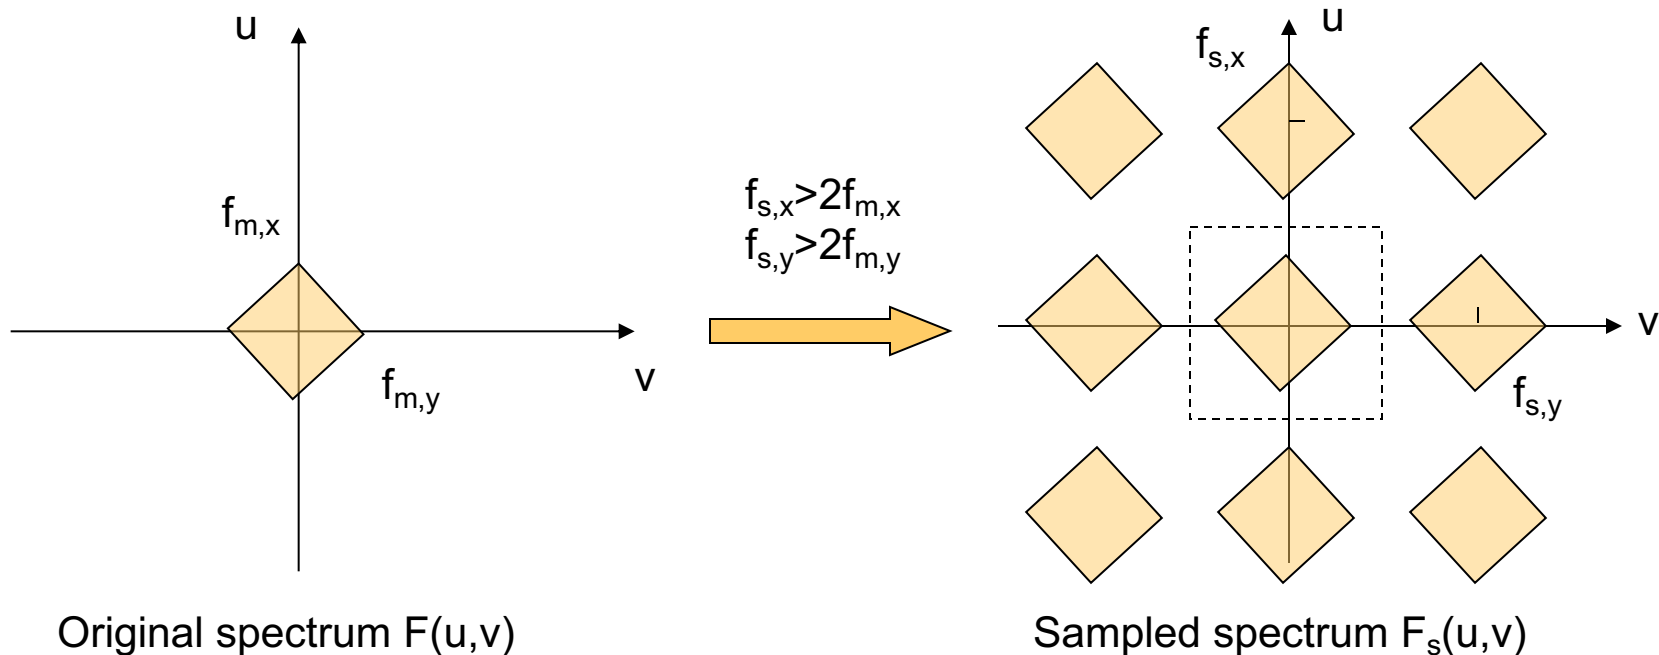 u
f_m,x
f_m,y
v
f_s,x>2f_m,x
f_s,y>2f_m,y
u
f_s,x
v
f_s,y
Original spectrum F(u,v)
Sampled spectrum F_s(u,v)